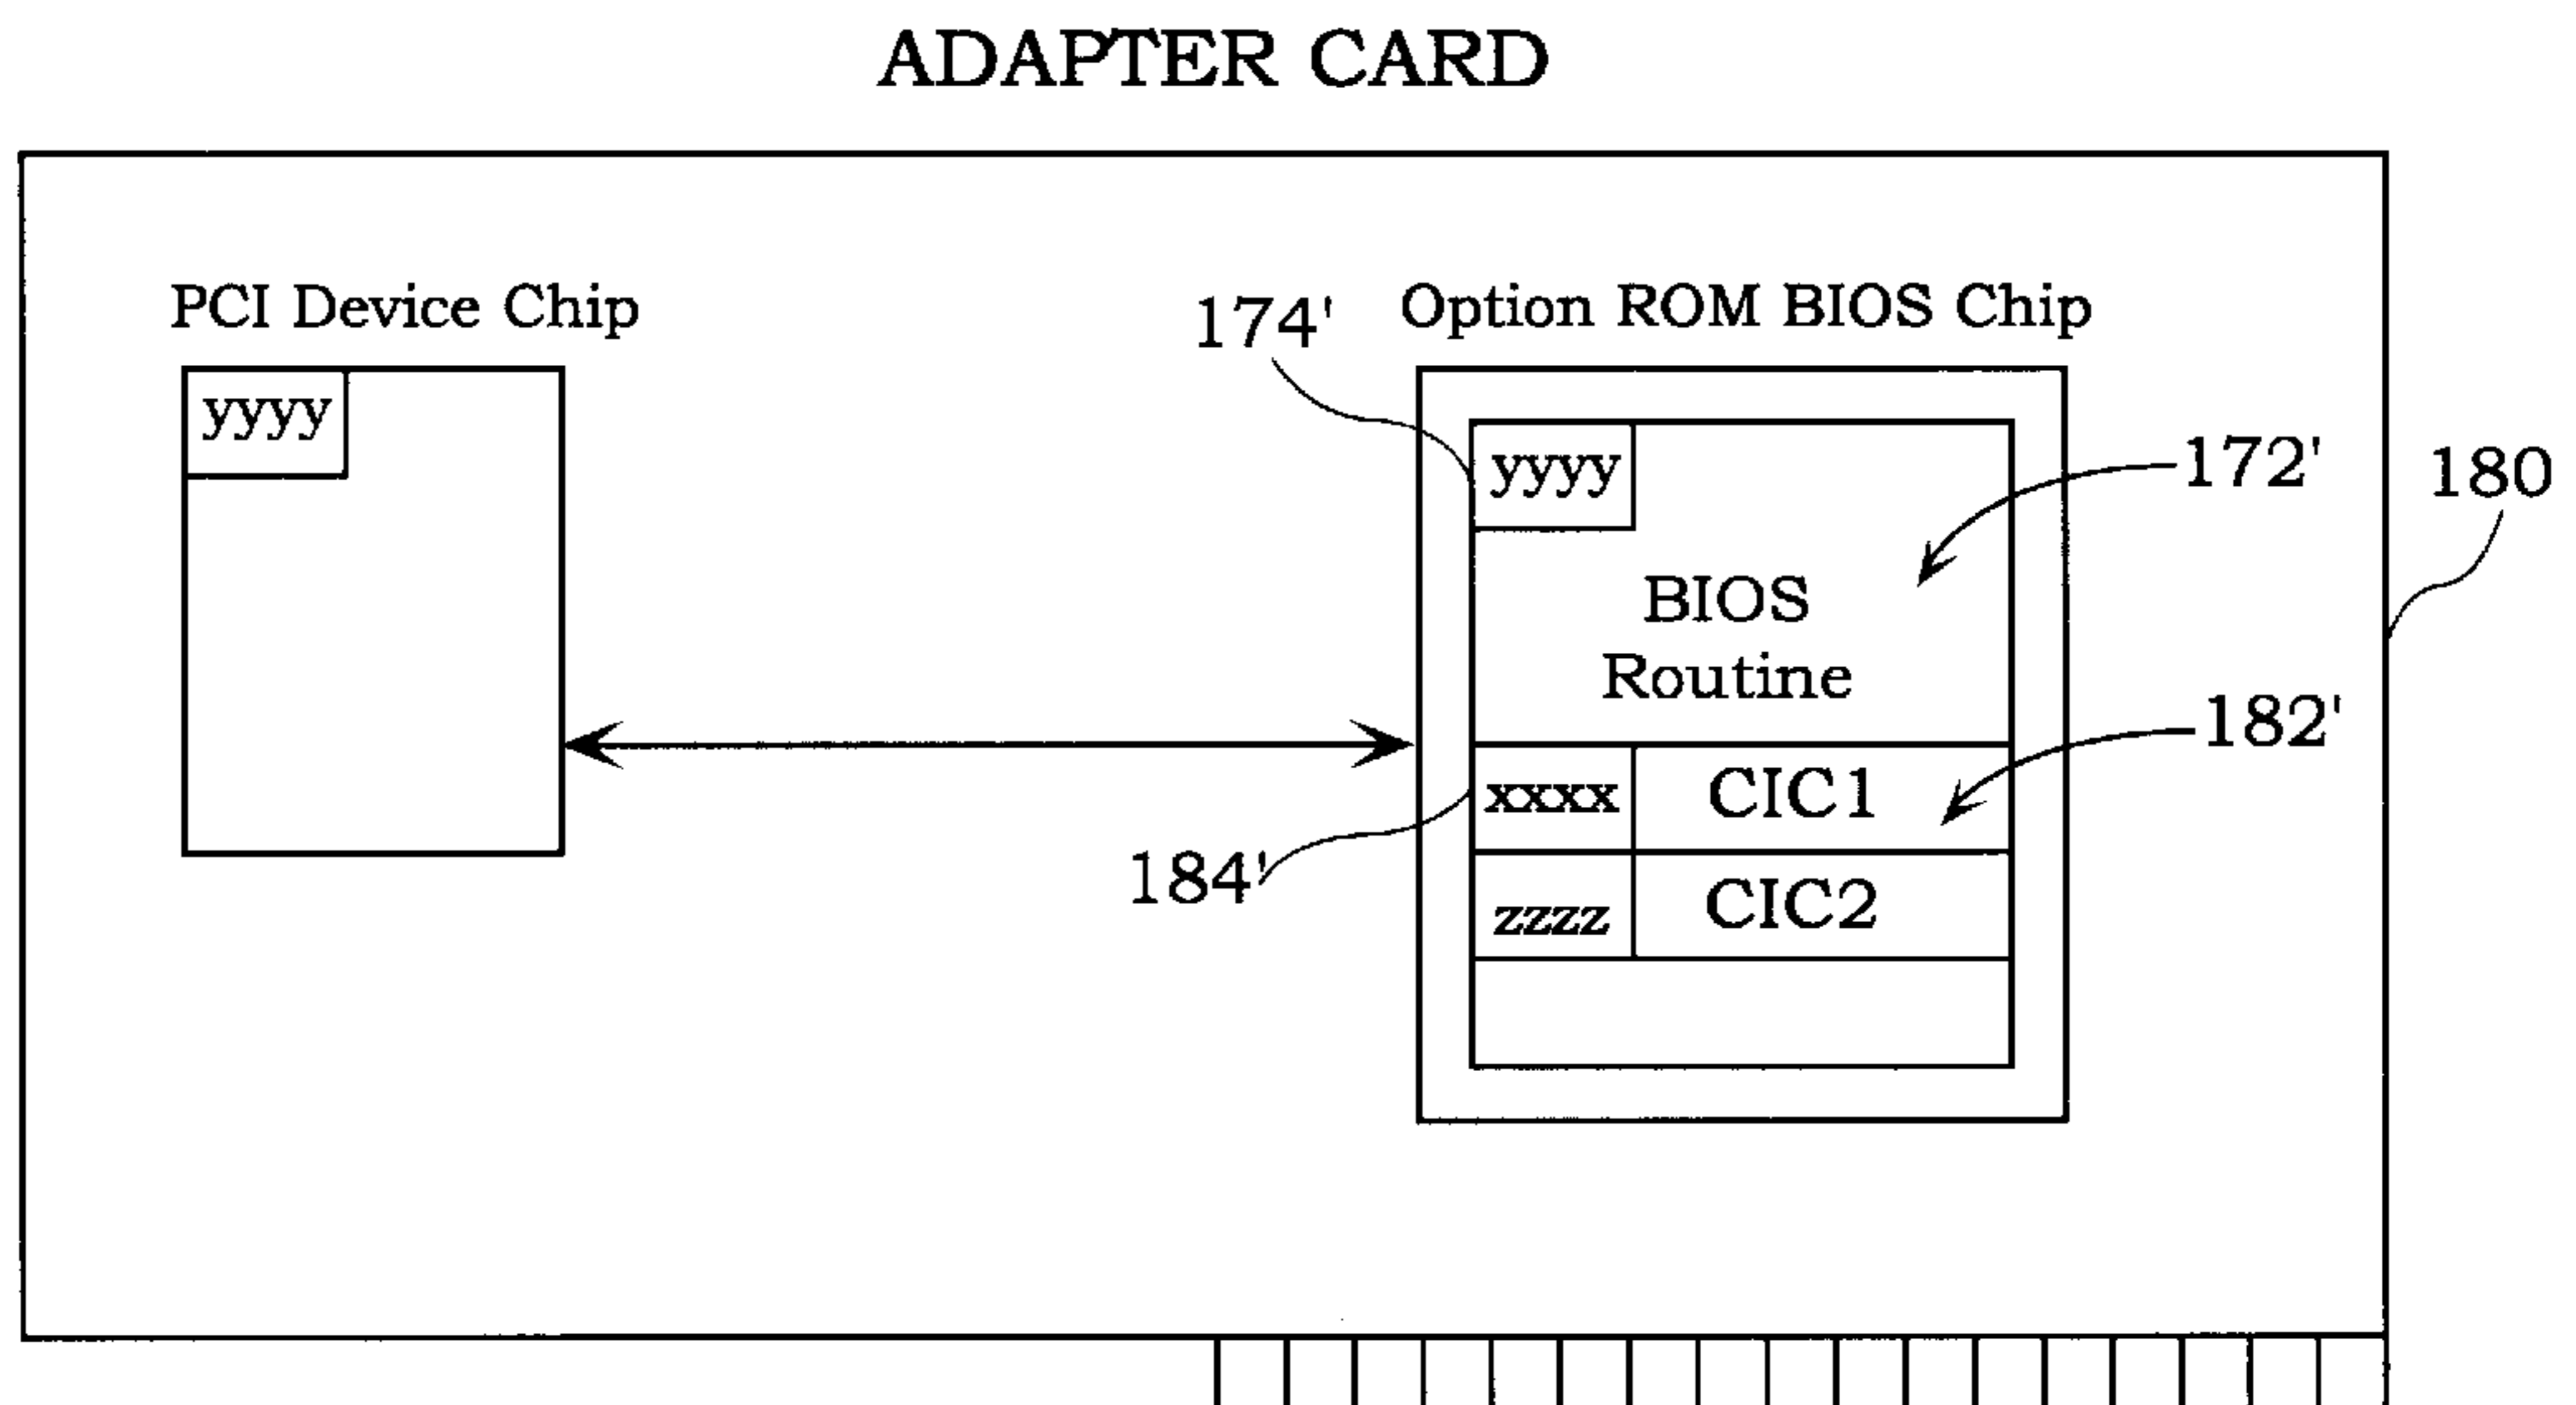 ADAPTER CARD
PCI Device Chip
174'
Option ROM BIOS Chip
yyyy
yyyy
172'
180
BIOS
Routine
182'
xxxx
CIC1
184'
zzzz
CIC2